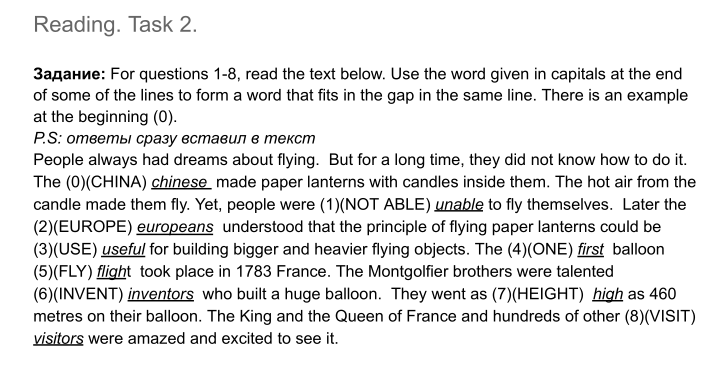 Reading. Task 2.
Задание: For questions 1-8, read the text below. Use the word given in capitals at the end
of some of the lines to form a word that fits in the gap in the same line. There is an example
at the beginning (0).
P.S: ответы сразу вставил в текст
People always had dreams about flying.  But for a long time, they did not know how to do it.
The (0)(CHINA) chinese  made paper lanterns with candles inside them. The hot air from the
candle made them fly. Yet, people were (1)(NOT ABLE) unable to fly themselves.  Later the
(2)(EUROPE) europeans  understood that the principle of flying paper lanterns could be
(3)(USE) useful for building bigger and heavier flying objects. The (4)(ONE) first  balloon
(5)(FLY) flight  took place in 1783 France. The Montgolfier brothers were talented
(6)(INVENT) inventors  who built a huge balloon.  They went as (7)(HEIGHT)  high as 460
metres on their balloon. The King and the Queen of France and hundreds of other (8)(VISIT)
visitors were amazed and excited to see it.